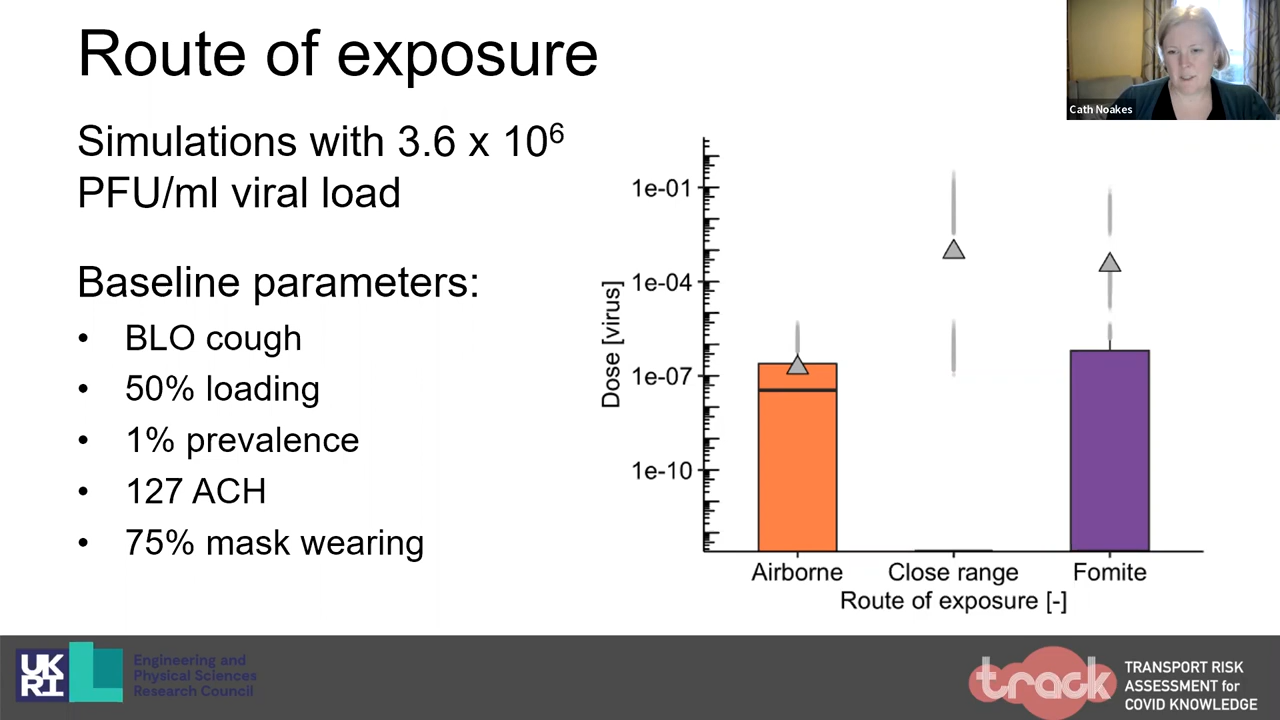 Route of exposure
Cath Noakes
Simulations with 3.6 x 10⁶
PFU/ml viral load
Baseline parameters:
• BLO cough
• 50% loading
• 1% prevalence
• 127 ACH
• 75% mask wearing
Dose [virus]
1e-01
1e-04
1e-07
1e-10
Airborne Close range Fomite
Route of exposure [-]
UK
RI
Engineering and
Physical Sciences
Research Council
track
TRANSPORT RISK
ASSESSMENT for
COVID KNOWLEDGE